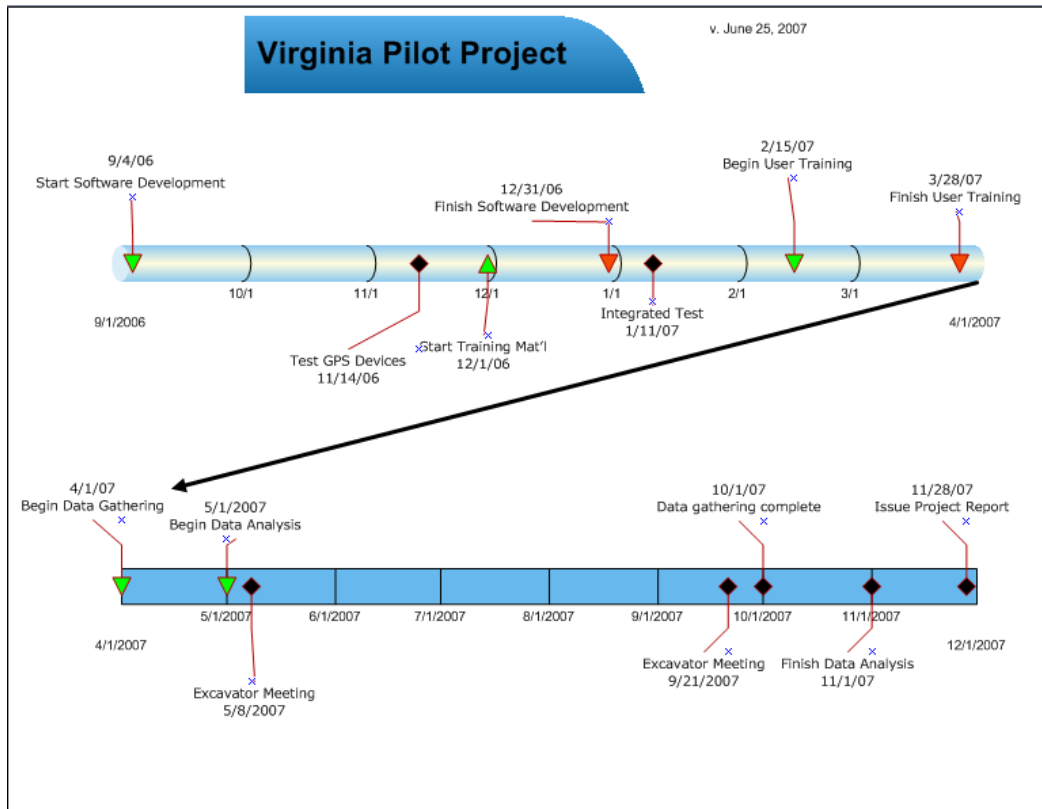 Virginia Pilot Project
v. June 25, 2007
9/4/06
Start Software Development
12/31/06
Finish Software Development
2/15/07
Begin User Training
3/28/07
Finish User Training
10/1
11/1
12/1
1/1
2/1
3/1
9/1/2006
4/1/2007
Test GPS Devices
11/14/06
Start Training Mat'l
12/1/06
Integrated Test
1/11/07
4/1/07
Begin Data Gathering
5/1/2007
Begin Data Analysis
10/1/07
Data gathering complete
11/28/07
Issue Project Report
5/1/2007
6/1/2007
7/1/2007
8/1/2007
9/1/2007
10/1/2007
11/1/2007
4/1/2007
12/1/2007
Excavator Meeting
5/8/2007
Excavator Meeting
9/21/2007
Finish Data Analysis
11/1/07